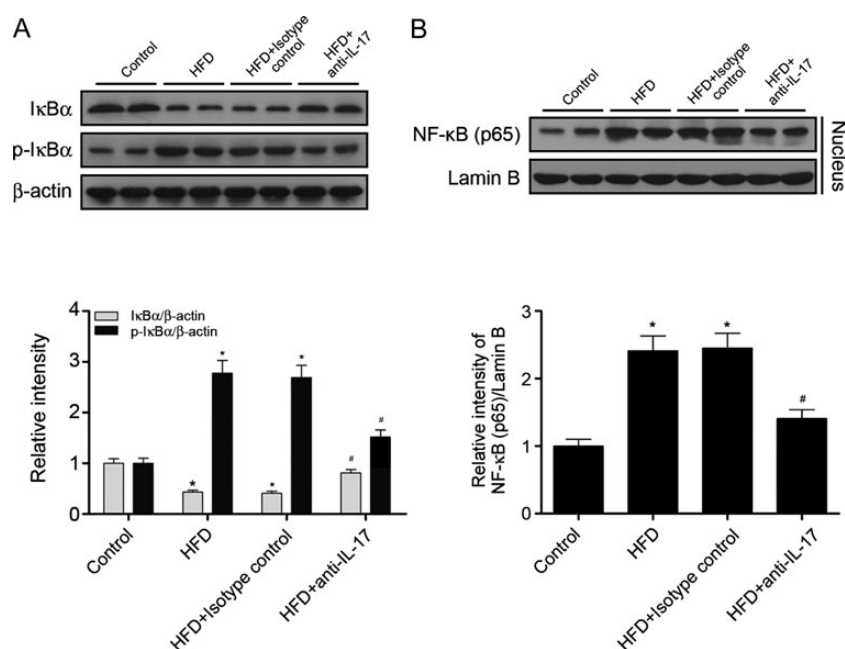 A
Control
HFD
HFD+Isotype
control
HFD+
anti-IL-17
IκBα
p-IκBα
β-actin
Relative intensity
4
3
2
1
0
IκBα/β-actin
p-IκBα/β-actin
*
*
*
*
#
#
Control
HFD
HFD+Isotype control
HFD+anti-IL-17
B
Control
HFD
HFD+Isotype
control
HFD+
anti-IL-17
NF-κB (p65)
Lamin B
Nucleus
Relative intensity of
NF-κB (p65)/Lamin B
3
2
1
0
*
*
#
Control
HFD
HFD+Isotype control
HFD+anti-IL-17